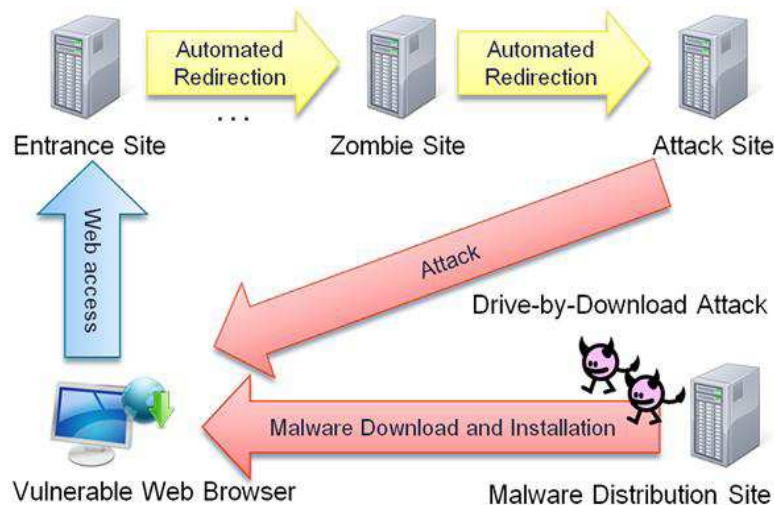 Automated
Redirection
Automated
Redirection
...
Entrance Site
Zombie Site
Attack Site
Web access
Attack
Drive-by-Download Attack
Malware Download and Installation
Vulnerable Web Browser
Malware Distribution Site